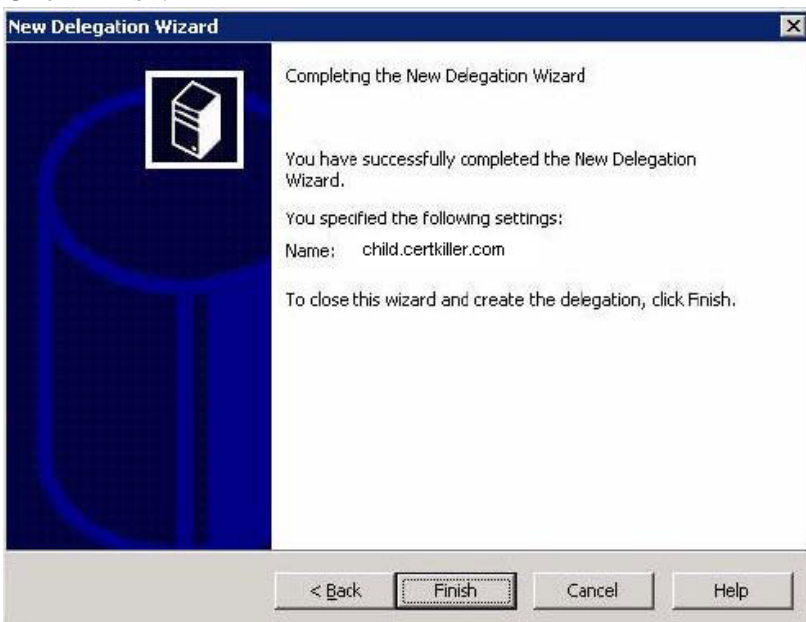 New Delegation Wizard
Completing the New Delegation Wizard
You have successfully completed the New Delegation
Wizard.
You specified the following settings:
Name: child.certkiller.com
To close this wizard and create the delegation, click Finish.
< Back Finish Cancel Help